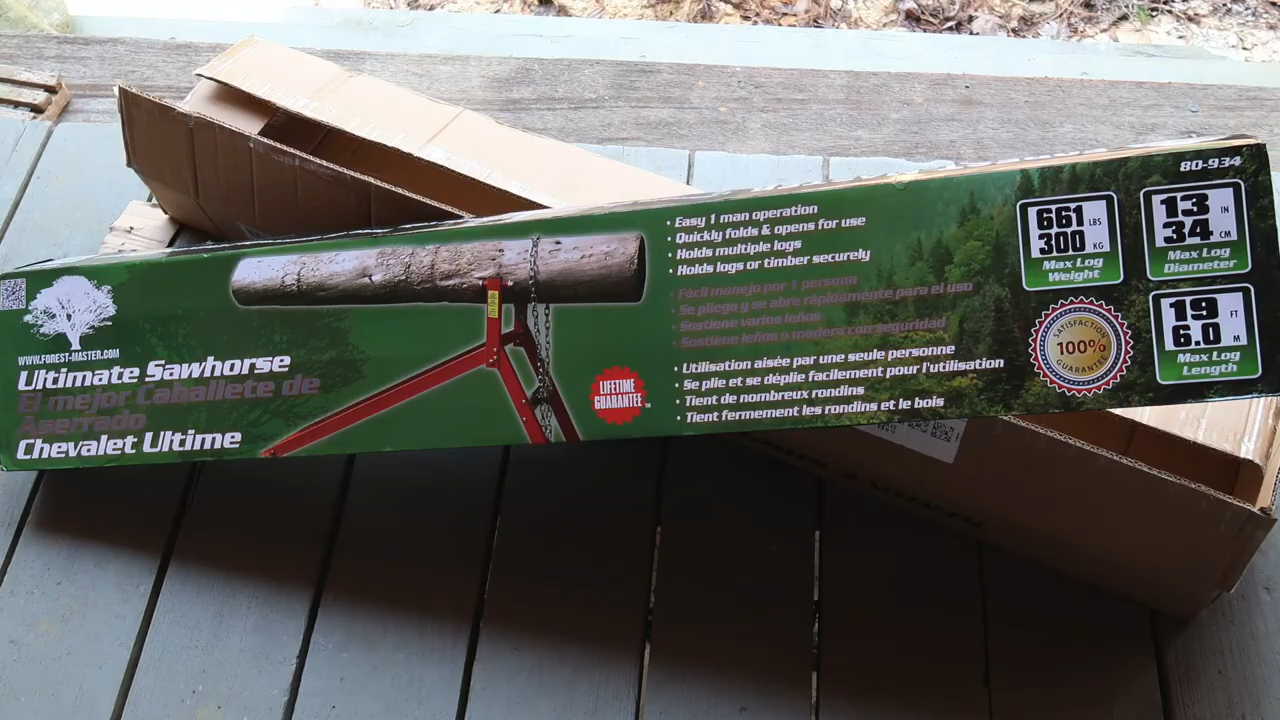 WWW.FOREST-MASTER.COM
Ultimate Sawhorse
El mejor Caballete de
Aserrado
Chevalet Ultime
LIFETIME
GUARANTEE
TM
• Easy 1 man operation
• Quickly folds & opens for use
• Holds multiple logs
• Holds logs or timber securely
• Fácil manejo por 1 persona
• Se pliega y se abre rápidamente para el uso
• Sostiene varios leños
• Sostiene leños o madera con seguridad
• Utilisation aisée par une seule personne
• Se plie et se déplie facilement pour l'utilisation
• Tient de nombreux rondins
• Tient fermement les rondins et le bois
80-934
661 LBS
300 KG
Max Log
Weight
13 IN
34 CM
Max Log
Diameter
SATISFACTION
100%
GUARANTEE
19 FT
6.0 M
Max Log
Length